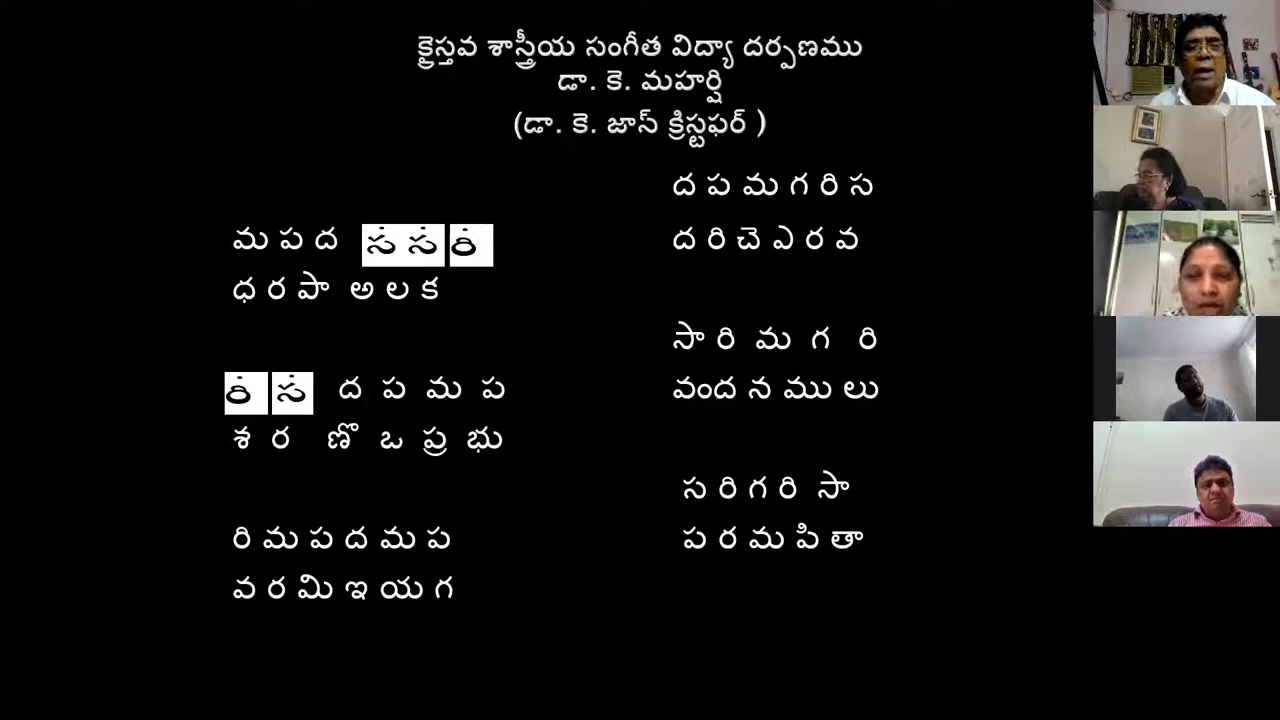 క్రైస్తవ శాస్త్రీయ సంగీత విద్యా దర్పణము
డా. కె. మహర్షి
(డా. కె. జాస్ క్రిస్టఫర్ )
మ ప ద స̇ స̇ రి̇
ధ ర పా అ ల క
రి̇ స̇ ద ప మ ప
శ ర ణొ ఒ ప్ర భు
రి మ ప ద మ ప
వ ర మి ఇ య గ
ద ప మ గ రి స
ద రి చె ఎ ర వ
సా రి మ గ రి
వంద న ము లు
స రి గ రి సా
ప ర మ పి తా